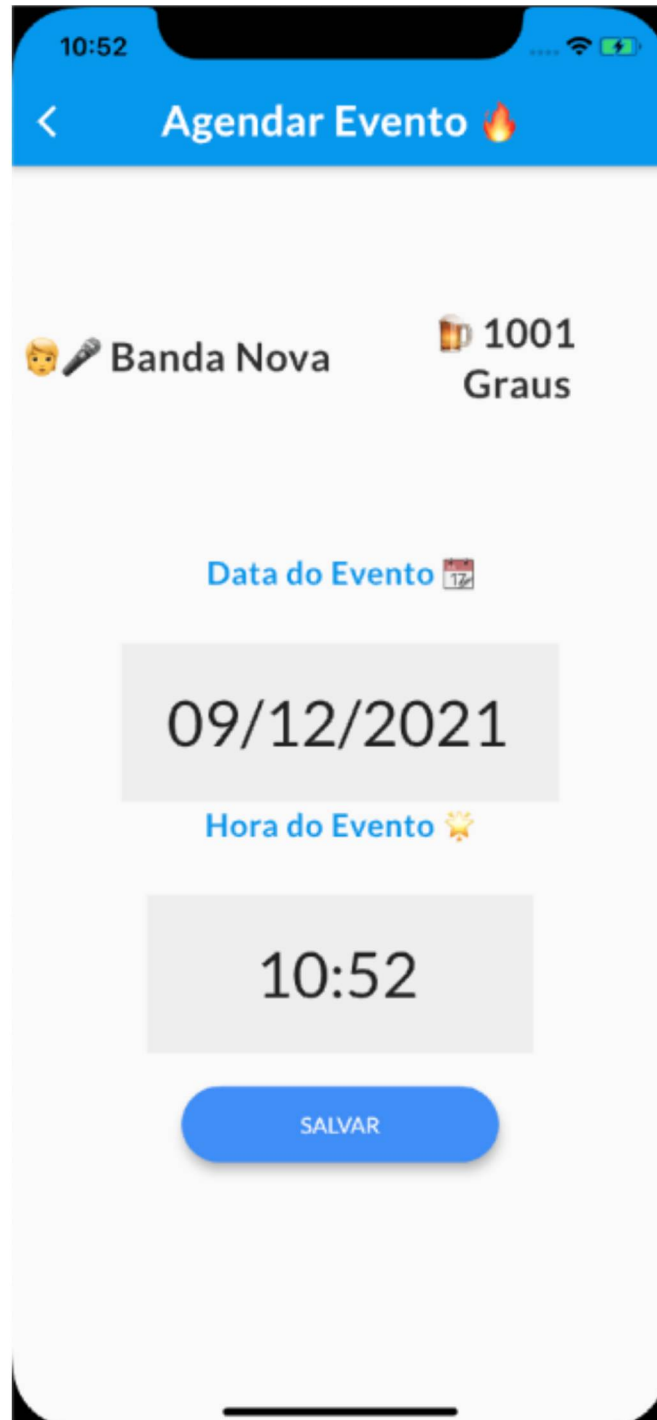 10:52
Agendar Evento 🔥
🧑🎤 Banda Nova
🍺 1001
Graus
Data do Evento 📅
09/12/2021
Hora do Evento 🌟
10:52
SALVAR